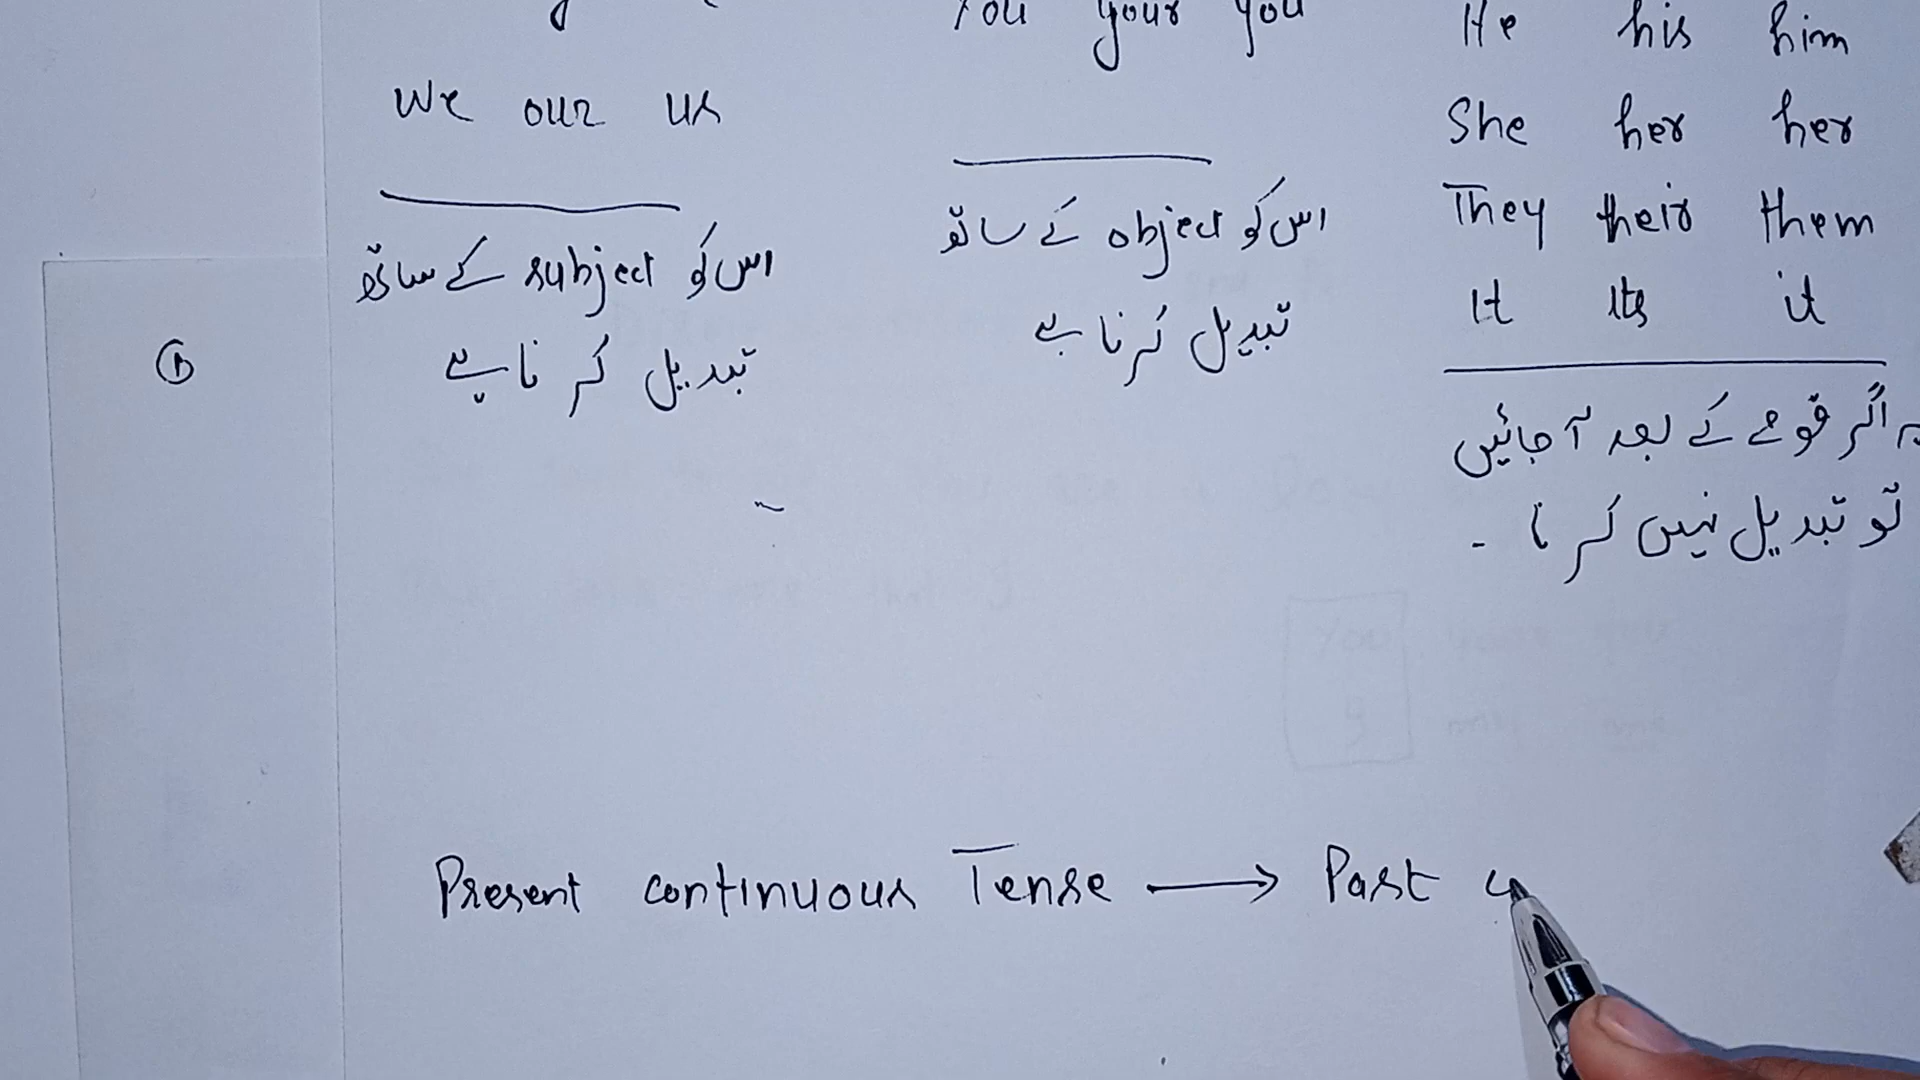 You your you
He his him
We our us
She her her
They their them
It Its it
اس کو subject کے ساتھ
تبدیل کرنا ہے
اس کو object کے ساتھ
تبدیل کرنا ہے
اگر قومے کے بعد آجائیں
تو تبدیل نہیں کرنا -
①
Present continuous Tense → Past